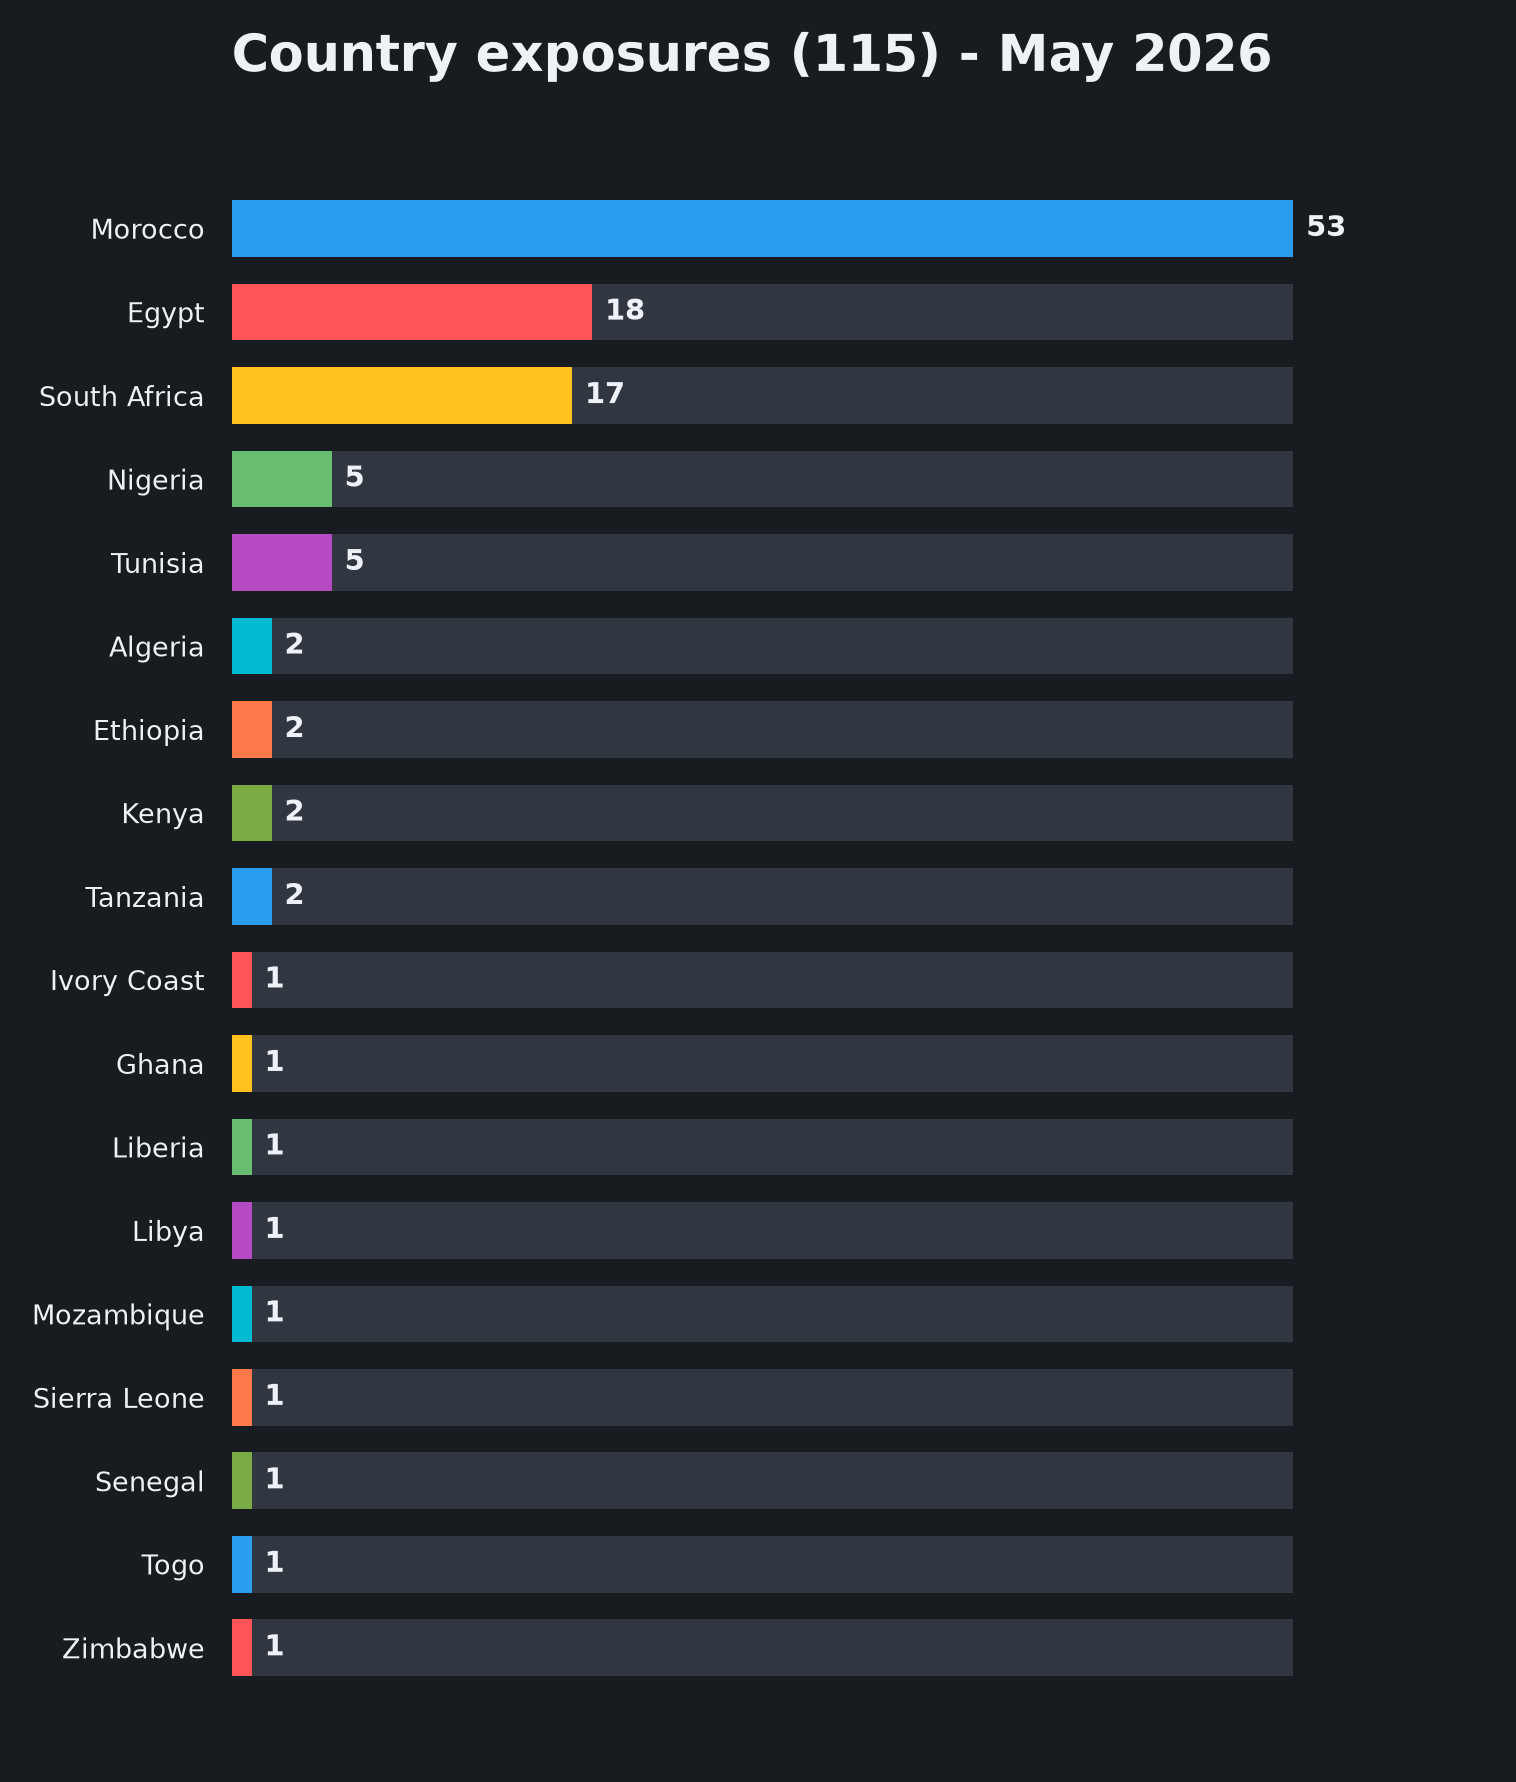 Country exposures (115) - May 2026
Morocco 53
Egypt 18
South Africa 17
Nigeria 5
Tunisia 5
Algeria 2
Ethiopia 2
Kenya 2
Tanzania 2
Ivory Coast 1
Ghana 1
Liberia 1
Libya 1
Mozambique 1
Sierra Leone 1
Senegal 1
Togo 1
Zimbabwe 1